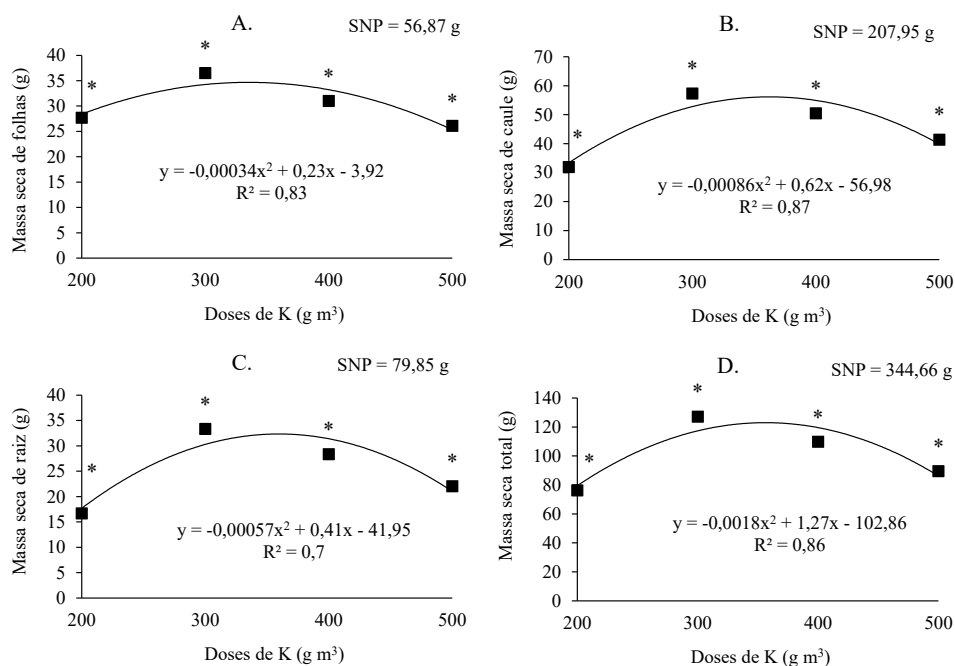 A.
SNP = 56,87 g
Massa seca de folhas (g)
40
35
30
25
20
15
10
5
0
* * * *
y = -0,00034x² + 0,23x - 3,92
R² = 0,83
200 300 400 500
Doses de K (g m³)
B.
SNP = 207,95 g
Massa seca de caule (g)
70
60
50
40
30
20
10
0
* * * *
y = -0,00086x² + 0,62x - 56,98
R² = 0,87
200 300 400 500
Doses de K (g m³)
C.
SNP = 79,85 g
Massa seca de raiz (g)
40
35
30
25
20
15
10
5
0
* * * *
y = -0,00057x² + 0,41x - 41,95
R² = 0,7
200 300 400 500
Doses de K (g m³)
D.
SNP = 344,66 g
Massa seca total (g)
140
120
100
80
60
40
20
0
* * * *
y = -0,0018x² + 1,27x - 102,86
R² = 0,86
200 300 400 500
Doses de K (g m³)